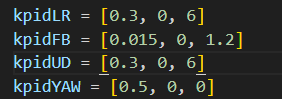 kpidLR = [0.3, 0, 6]
kpidFB = [0.015, 0, 1.2]
kpidUD = [0.3, 0, 6]
kpidYAW = [0.5, 0, 0]